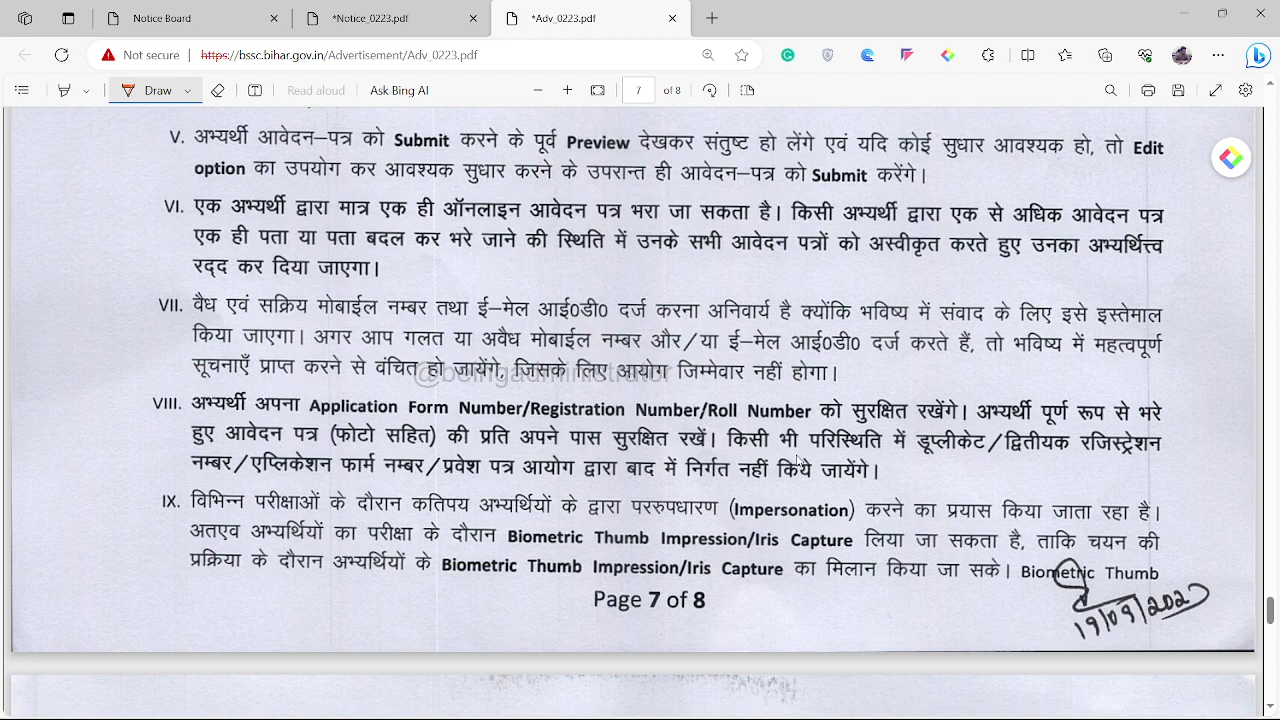 Notice Board
*Notice_0223.pdf
*Adv_0223.pdf
Not secure https://bssc.bihar.gov.in/Advertisement/Adv_0223.pdf
Draw Read aloud Ask Bing AI 7 of 8
V. अभ्यर्थी आवेदन–पत्र को Submit करने के पूर्व Preview देखकर संतुष्ट हो लेंगे एवं यदि कोई सुधार आवश्यक हो, तो Edit
option का उपयोग कर आवश्यक सुधार करने के उपरान्त ही आवेदन–पत्र को Submit करेंगे।
VI. एक अभ्यर्थी द्वारा मात्र एक ही ऑनलाइन आवेदन पत्र भरा जा सकता है। किसी अभ्यर्थी द्वारा एक से अधिक आवेदन पत्र
एक ही पता या पता बदल कर भरे जाने की स्थिति में उनके सभी आवेदन पत्रों को अस्वीकृत करते हुए उनका अभ्यर्थित्त्व
रद्द कर दिया जाएगा।
VII. वैध एवं सक्रिय मोबाईल नम्बर तथा ई–मेल आई0डी0 दर्ज करना अनिवार्य है क्योंकि भविष्य में संवाद के लिए इसे इस्तेमाल
किया जाएगा। अगर आप गलत या अवैध मोबाईल नम्बर और/या ई–मेल आई0डी0 दर्ज करते हैं, तो भविष्य में महत्वपूर्ण
सूचनाएँ प्राप्त करने से वंचित हो जायेंगे, जिसके लिए आयोग जिम्मेवार नहीं होगा।
@beingadministrator
VIII. अभ्यर्थी अपना Application Form Number/Registration Number/Roll Number को सुरक्षित रखेंगे। अभ्यर्थी पूर्ण रूप से भरे
हुए आवेदन पत्र (फोटो सहित) की प्रति अपने पास सुरक्षित रखें। किसी भी परिस्थिति में डूप्लीकेट/द्वितीयक रजिस्ट्रेशन
नम्बर/एप्लिकेशन फार्म नम्बर/प्रवेश पत्र आयोग द्वारा बाद में निर्गत नहीं किये जायेंगे।
IX. विभिन्न परीक्षाओं के दौरान कतिपय अभ्यर्थियों के द्वारा पररुपधारण (Impersonation) करने का प्रयास किया जाता रहा है।
अतएव अभ्यर्थियों का परीक्षा के दौरान Biometric Thumb Impression/Iris Capture लिया जा सकता है, ताकि चयन की
प्रक्रिया के दौरान अभ्यर्थियों के Biometric Thumb Impression/Iris Capture का मिलान किया जा सके। Biometric Thumb
Page 7 of 8